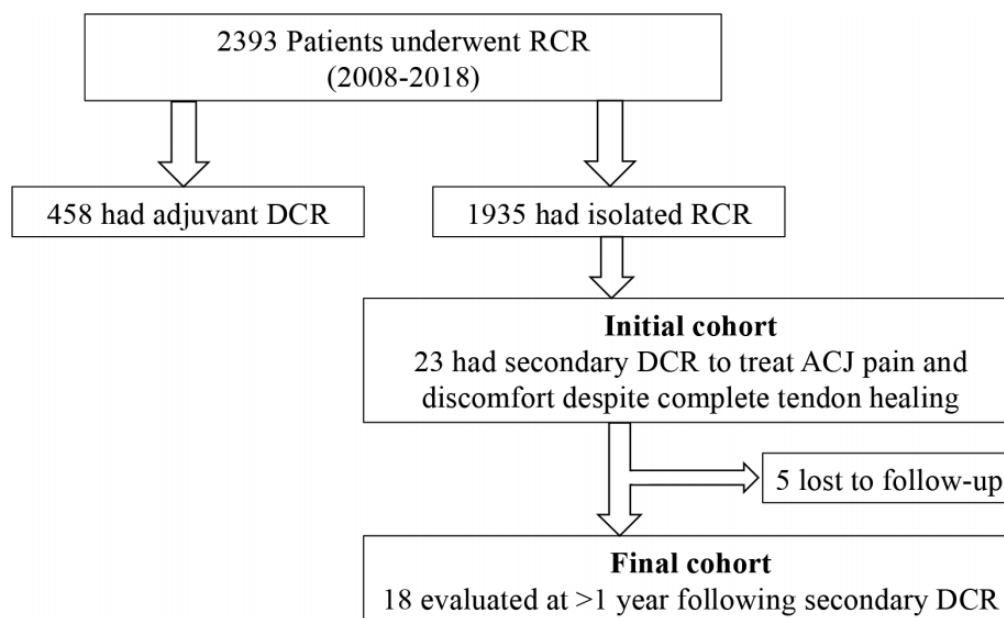 2393 Patients underwent RCR
(2008-2018)
458 had adjuvant DCR
1935 had isolated RCR
Initial cohort
23 had secondary DCR to treat ACJ pain and
discomfort despite complete tendon healing
5 lost to follow-up
Final cohort
18 evaluated at >1 year following secondary DCR